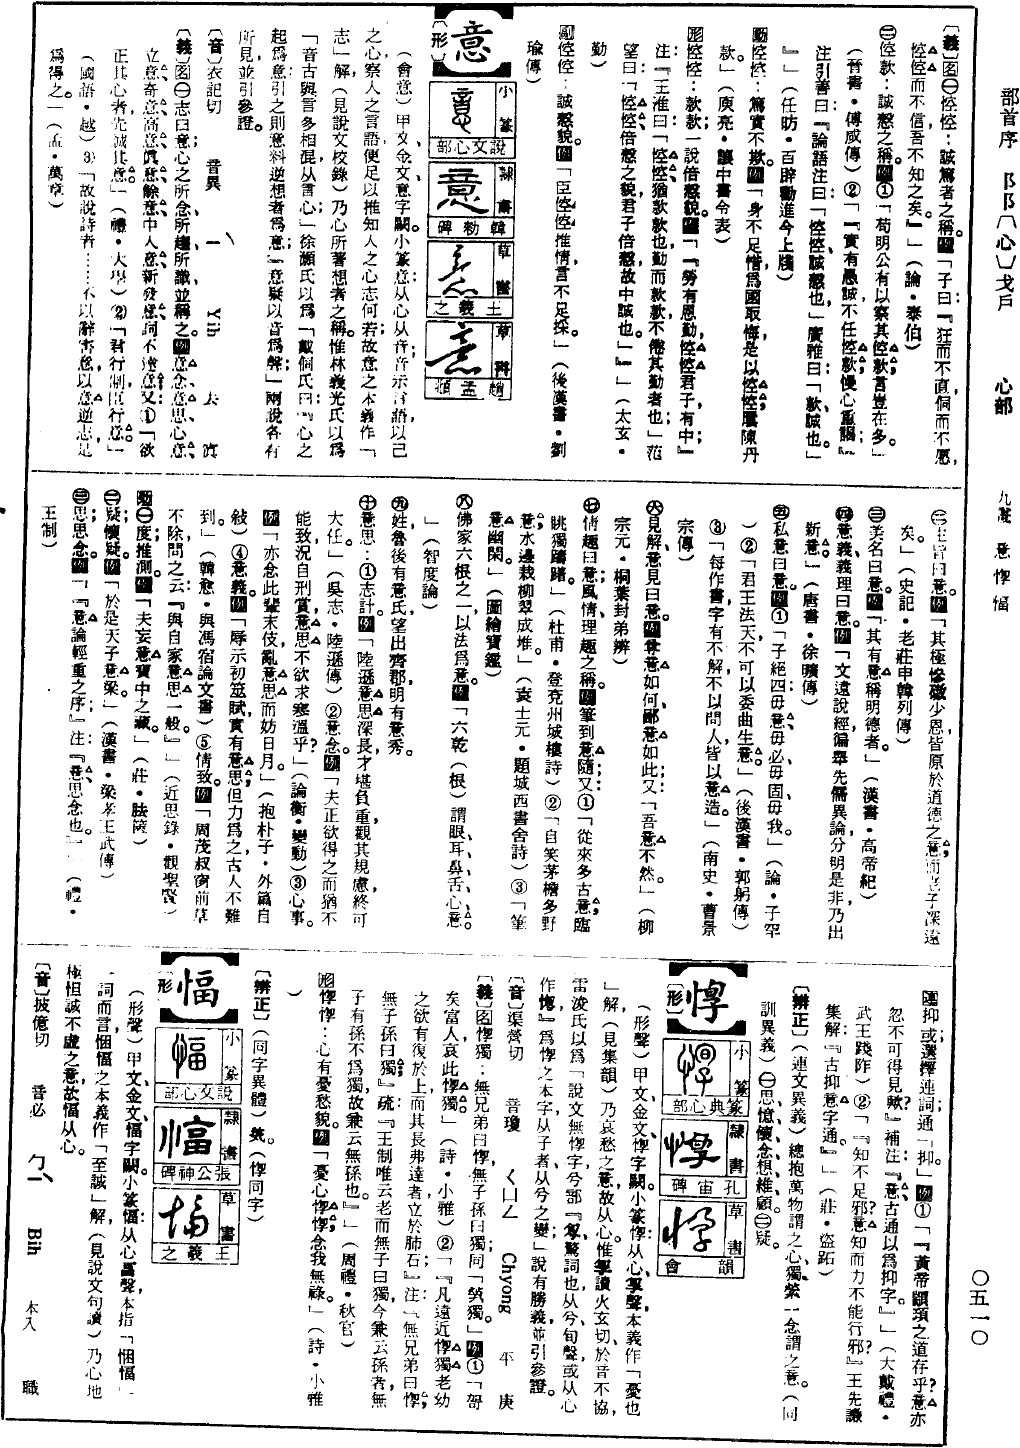 部首序 阝阝(心)戈戶 心部 九畫 意惸愊 〇五一〇
〔義〕名㊀悾悾：誠篤者之稱。例「子曰：『狂而不直，侗而不愿，
悾悾而不信，吾不知之矣。』」（論・泰伯）
㊁悾款：誠慤之稱。例①「荀明公有以察其悾款，言豈在多。」
（晉書・傅咸傳）②「『實有愚誠，不任悾款慢心重謁』
注引善曰：『論語注曰「悾悾，誠慤也」廣雅曰：「款，誠也。」
』」（任昉・百辟勸進今上牋）
動悾悾：篤實不欺。例「身不足惜，爲國取悔，是以悾悾屢陳丹
款。」（庾亮・讓中書令表）
形悾悾：款款；一說倍慤貌。例「『勞有恩勤，悾悾君子有中』
注『王淮曰：「悾悾猶款款也，勤而款款，不倦其勤者也」范
望曰：「悾悾，倍慤之貌，君子倍慤，故中誠也。」』」（太玄・
勤）
副悾悾：誠慤貌。例「臣悾悾推情，言不足採。」（後漢書・劉
瑜傳）
意
〔形〕
小篆 說文心部
隸書 韓勑碑
草書 王羲之
草書 趙孟頫
（會意）甲文、金文意字闕。小篆意从心从音，音示言語，以己
之心察人之言語，便足以推知人之心志何若；故意之本義作「
志」解（見說文校錄）乃心所著想者之稱。惟林義光氏以爲
「音古與言多相混，从言心」徐灝氏以爲「戴侗氏曰：『心之
起爲意，引之則意料逆想者爲意』意疑以音爲聲」兩說各有
所見，並引參證。
〔音〕衣記切 音異 ㄧˋ Yih 去 寘
〔義〕名㊀志曰意；心之所念、所趨、所識並稱之。例意念、意思、心意、
立意、奇意、高意、眞意、餘意、中人意、新發意、詞不達意；又①「欲
正其心者，先誠其意。」（禮・大學）②「君行制，臣行意。」
（國語・越）③「故說詩者……不以辭害意，以意逆志，是
爲得之。」（孟・萬章）
㊁主旨曰意。例「其極慘礉少恩，皆原於道德之意，而老子深遠
矣。」（史記・老莊申韓列傳）
㊂美名曰意。例「其有意稱明德者。」（漢書・高帝紀）
㊃意義；義理曰意。例「文遠說經，偏舉先儒異論，分明是非，乃出
新意。」（唐書・徐曠傳）
㊄私意曰意。例①「子絕四：毋意、毋必、毋固、毋我。」（論・子罕
）②「君王法天，不可以委曲生意。」（後漢書・郭躬傳）
③「每作書，字有不解，不以問人，皆以意造。」（南史・曹景
宗傳）
㊅見解；意見曰意。例尊意如何，鄙意如此；又「吾意不然。」（柳
宗元・桐葉封弟辨）
㊆情趣曰意；風情理趣之稱。例筆到意隨；又①「從來多古意，臨
眺獨躊躇。」（杜甫・登兗州城樓詩）②「自笑茅檐多野
意，水邊栽柳翠成堆。」（袁士元・題城西書舍詩）③「筆
意幽閑。」（圖繪寶鑑）
㊇佛家六根之一，以法爲意。例「六乾（根）謂眼、耳、鼻、舌、心、意。
」（智度論）
㊈姓，魯後有意氏，望出齊郡，明有意秀。
㊉意思：①志計。例「陸遜意思深長，才堪負重，觀其規慮，終可
大任。」（吳志・陸遜傳）②意念。例「夫正欲得之而猶不
能致，況自刑賞，意思不欲求寒溫乎？」（論衡・變動）③心事。
例「亦念此輩末伎，亂意思而妨日月。」（抱朴子・外篇自
敍）④意義。例「辱示初筮賦，實有意思；但力爲之，古人不難
到。」（韓愈・與馮宿論文書）⑤情致。例「周茂叔窗前草
不除，問之，云：『與自家意思一般。』」（近思錄・觀聖賢）
動㊀度推；測。例「夫妄意室中之藏。」（莊・胠篋）
㊁疑；懷疑。例「於是天子意梁。」（漢書・梁孝王武傳）
㊂思；思念。例「『意論輕重之序』注『意，思念也。』」（禮・
王制）
連抑；或；選擇連詞；通「抑」例①「『黃帝顓頊之道存乎？意亦
忽不可得見歟？』補注：『意古通以爲抑字。』」（大戴禮・
武王踐阼）②「『知不足邪？意知而力不能行邪？』王先謙
集解：『古抑意字通。』」（莊・盜跖）
〔辨正〕（連文異義）總抱萬物謂之心，獨縈一念謂之意。（同
訓異義）㊀思、憶、懷、念、想、維、顧。㊁疑。
惸
〔形〕
小篆 篆典心部
隸書 孔宙碑
草書 韻會
（形聲）甲文、金文惸字闕。小篆惸从心，㝁聲，本義作「憂也
」解（見集韻）乃哀愁之意，故从心。惟㝁讀火玄切，於音不協，
雷浚氏以爲「說文無惸字，兮部『㝁，驚詞也，从兮旬聲，或从心
作惸』爲惸之本字，从子者，从兮之變」說有勝義，並引參證。
〔音〕渠營切 音瓊 ㄑㄩㄥˊ Chyong 平 庚
〔義〕名惸獨：無兄弟曰惸，無子孫曰獨；同「煢獨。」例①「哿
矣富人，哀此惸獨。」（詩・小雅）②「『凡遠近惸獨老幼
之欲有復於上，而其長弗達者，立於肺石』注『無兄弟曰惸，
無子孫曰獨』疏：『王制唯云老而無子曰獨，今兼云孫者，無
子有孫不爲獨，故兼云無孫也。』」（周禮・秋官）
形惸惸：心有憂愁貌。例「憂心惸惸，念我無祿。」（詩・小雅
）
〔辨正〕（同字異體）煢。（惸同字）
愊
〔形〕
小篆 說文心部
隸書 張公神碑
草書 王羲之
（形聲）甲文、金文愊字闕。小篆愊从心，畐聲，本指「悃愊」
一詞而言；悃愊之本義作「至誠」解（見說文句讀）乃心地
極怛誠不虛之意，故愊从心。
〔音〕披億切 音必 ㄅㄧˋ Bih 本入 職